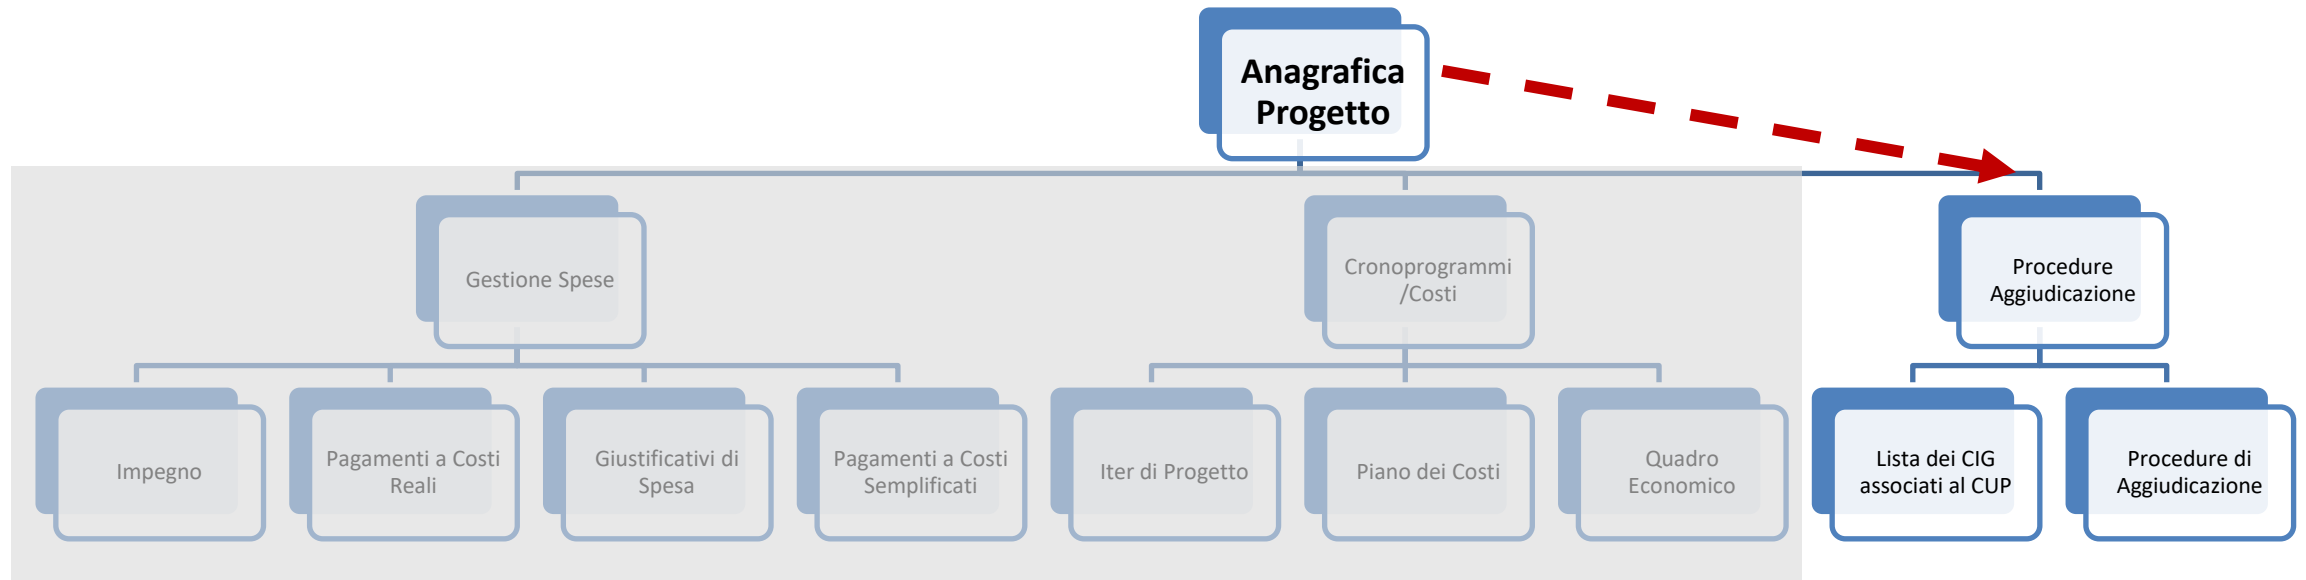 Anagrafica
Progetto
Gestione Spese
Cronoprogrammi
/Costi
Procedure
Aggiudicazione
Impegno
Pagamenti a Costi
Reali
Giustificativi di
Spesa
Pagamenti a Costi
Semplificati
Iter di Progetto
Piano dei Costi
Quadro
Economico
Lista dei CIG
associati al CUP
Procedure di
Aggiudicazione